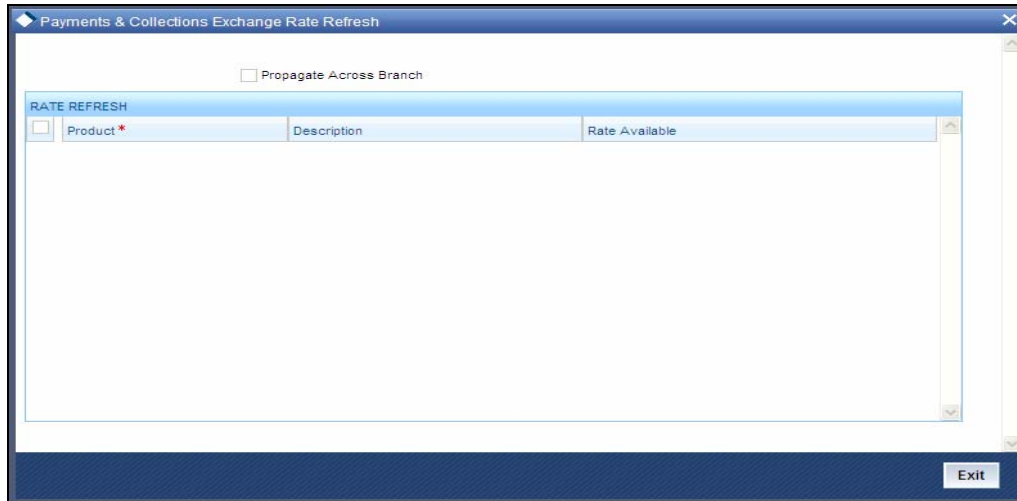 Payments & Collections Exchange Rate Refresh
Propagate Across Branch
RATE REFRESH
Product * Description Rate Available
Exit